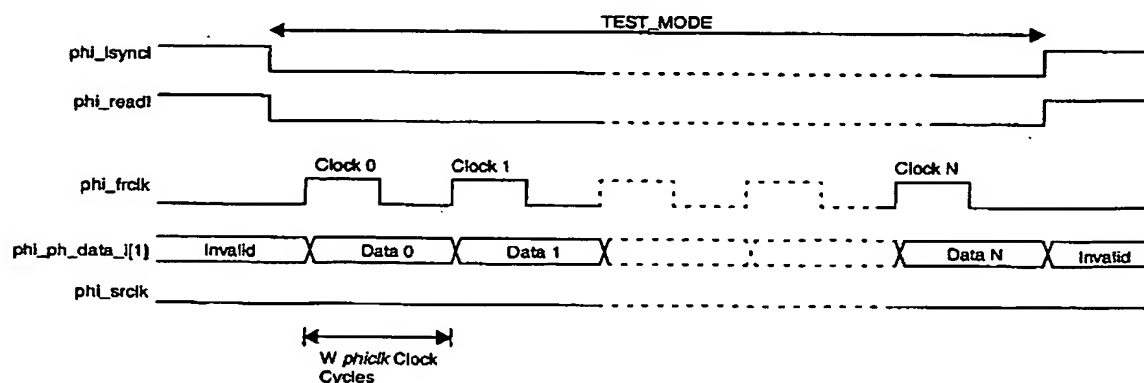 TEST_MODE
phi_lsyncl
phi_readl
Clock 0 Clock 1 Clock N
phi_frclk
phi_ph_data_i[1] Invalid Data 0 Data 1 Data N Invalid
phi_srclk
W phiclk Clock
Cycles